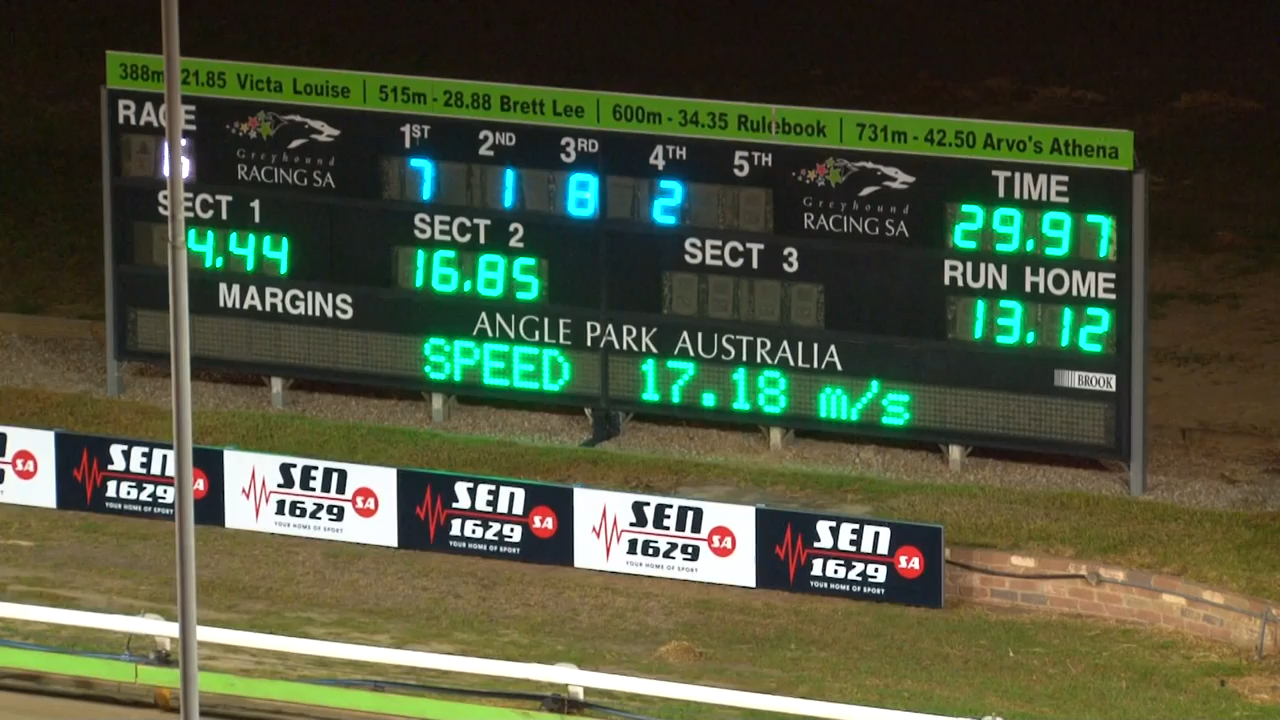 388m 21.85 Victa Louise | 515m - 28.88 Brett Lee | 600m - 34.35 Rulebook | 731m - 42.50 Arvo's Athena
RACE
Greyhound
RACING SA
1ST 2ND 3RD 4TH 5TH
7 1 8 2
Greyhound
RACING SA
TIME
29.97
SECT 1
4.44
SECT 2
16.85
SECT 3
RUN HOME
13.12
MARGINS
ANGLE PARK AUSTRALIA
SPEED 17.18 m/s
BROOK
SA
SEN
1629
SA
SEN
1629
SA
YOUR HOME OF SPORT
SEN
1629
SA
YOUR HOME OF SPORT
SEN
1629
SA
YOUR HOME OF SPORT
SEN
1629
SA
YOUR HOME OF SPORT